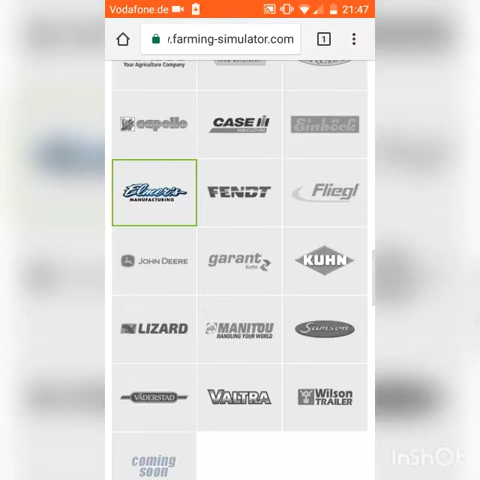 Vodafone.de
21:47
.farming-simulator.com
1
Your Agriculture Company
capello
CASE IH
AGRICULTURE
Einböck
Elmer's
MANUFACTURING
FENDT
Fliegl
JOHN DEERE
garant
Kotte
KUHN
LIZARD
MANITOU
HANDLING YOUR WORLD
Samson
VÄDERSTAD
VALTRA
Wilson
TRAILER
coming
soon
InShOt